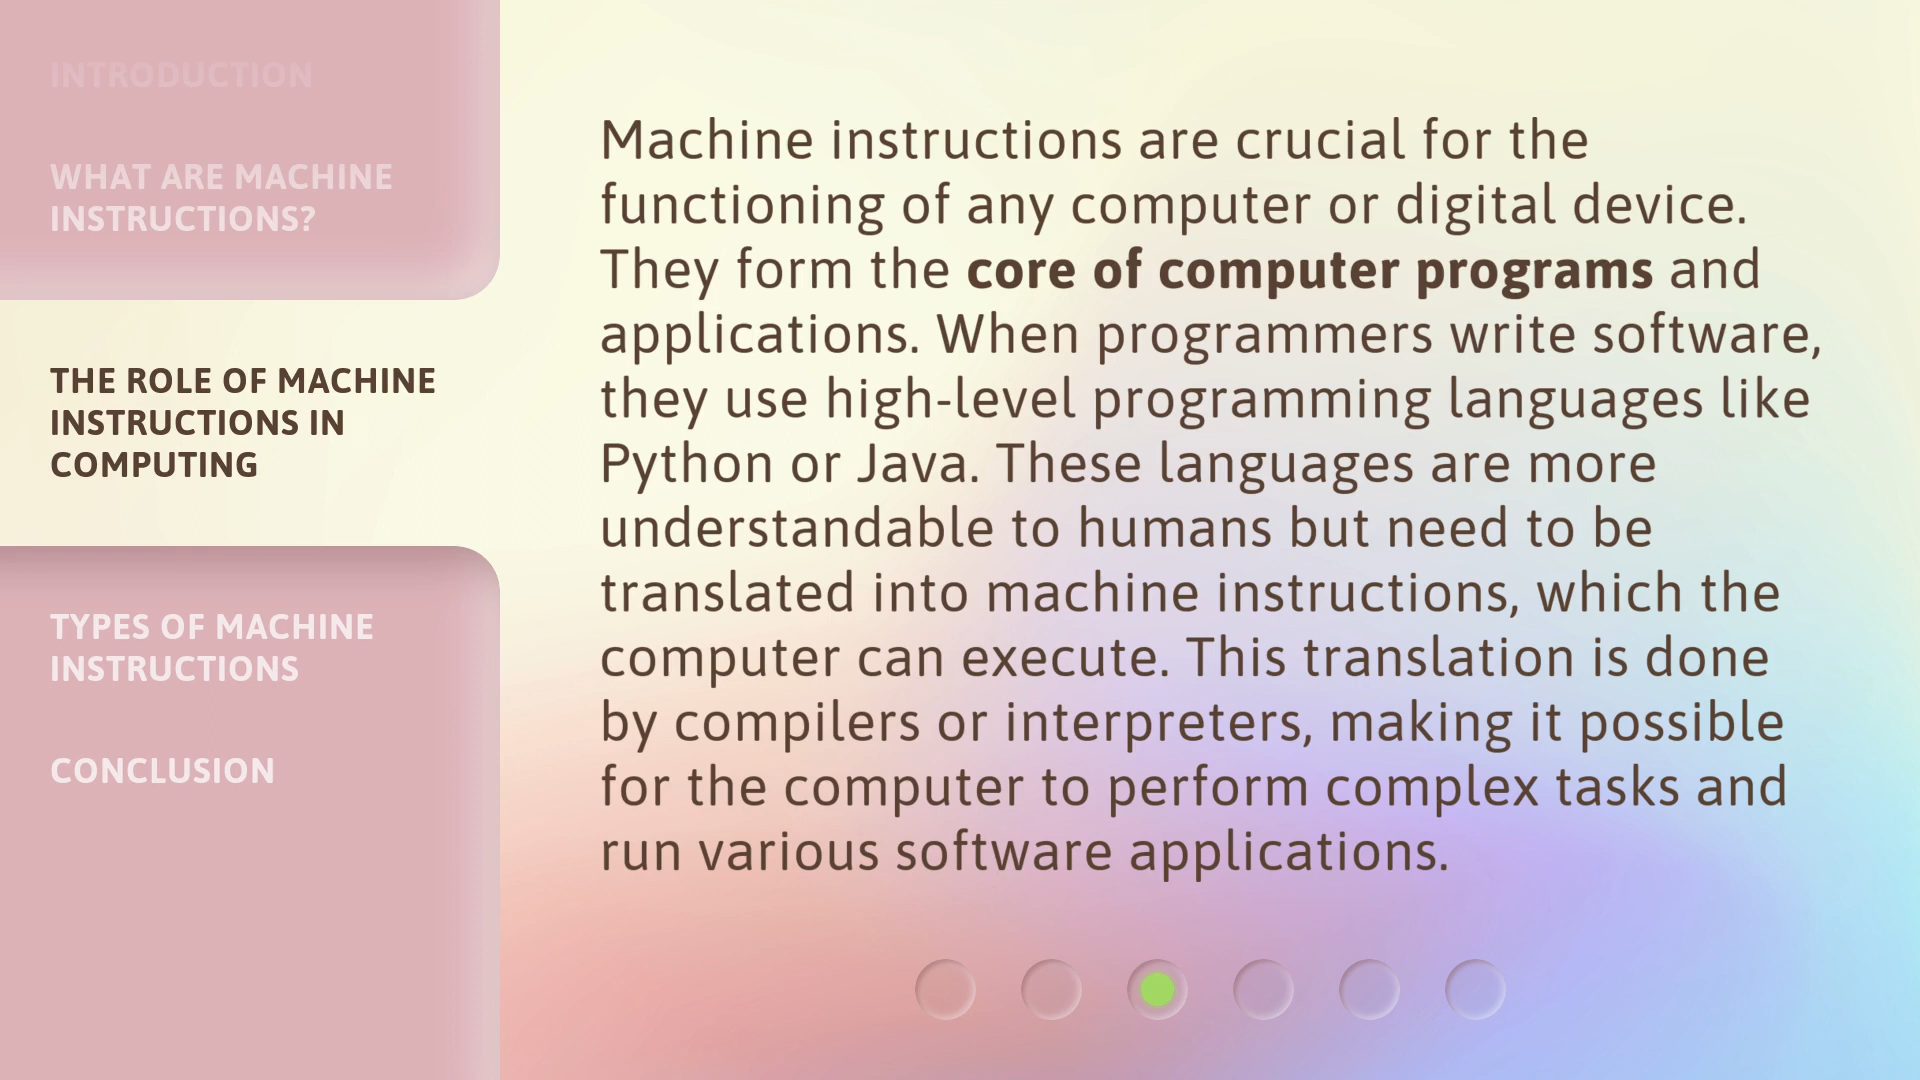 INTRODUCTION
WHAT ARE MACHINE
INSTRUCTIONS?
THE ROLE OF MACHINE
INSTRUCTIONS IN
COMPUTING
TYPES OF MACHINE
INSTRUCTIONS
CONCLUSION
Machine instructions are crucial for the
functioning of any computer or digital device.
They form the core of computer programs and
applications. When programmers write software,
they use high-level programming languages like
Python or Java. These languages are more
understandable to humans but need to be
translated into machine instructions, which the
computer can execute. This translation is done
by compilers or interpreters, making it possible
for the computer to perform complex tasks and
run various software applications.